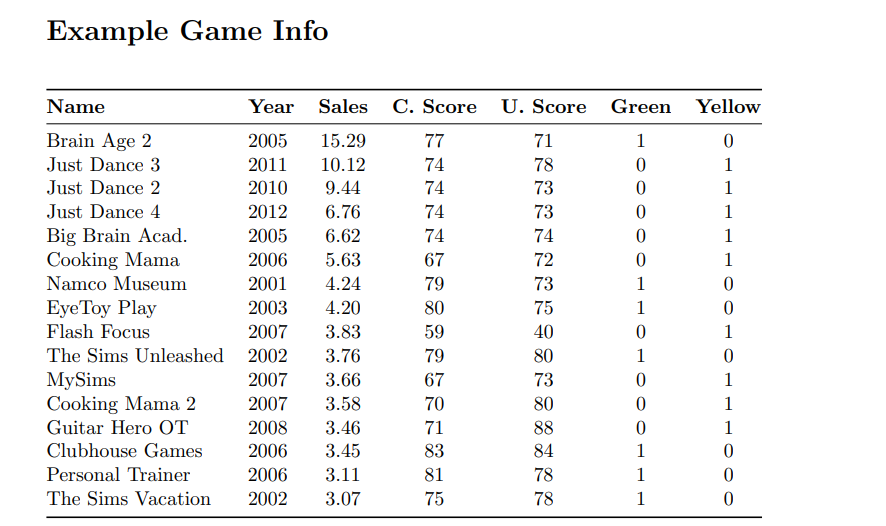 Example Game Info
Name Year Sales C. Score U. Score Green Yellow
Brain Age 2 2005 15.29 77 71 1 0
Just Dance 3 2011 10.12 74 78 0 1
Just Dance 2 2010 9.44 74 73 0 1
Just Dance 4 2012 6.76 74 73 0 1
Big Brain Acad. 2005 6.62 74 74 0 1
Cooking Mama 2006 5.63 67 72 0 1
Namco Museum 2001 4.24 79 73 1 0
EyeToy Play 2003 4.20 80 75 1 0
Flash Focus 2007 3.83 59 40 0 1
The Sims Unleashed 2002 3.76 79 80 1 0
MySims 2007 3.66 67 73 0 1
Cooking Mama 2 2007 3.58 70 80 0 1
Guitar Hero OT 2008 3.46 71 88 0 1
Clubhouse Games 2006 3.45 83 84 1 0
Personal Trainer 2006 3.11 81 78 1 0
The Sims Vacation 2002 3.07 75 78 1 0